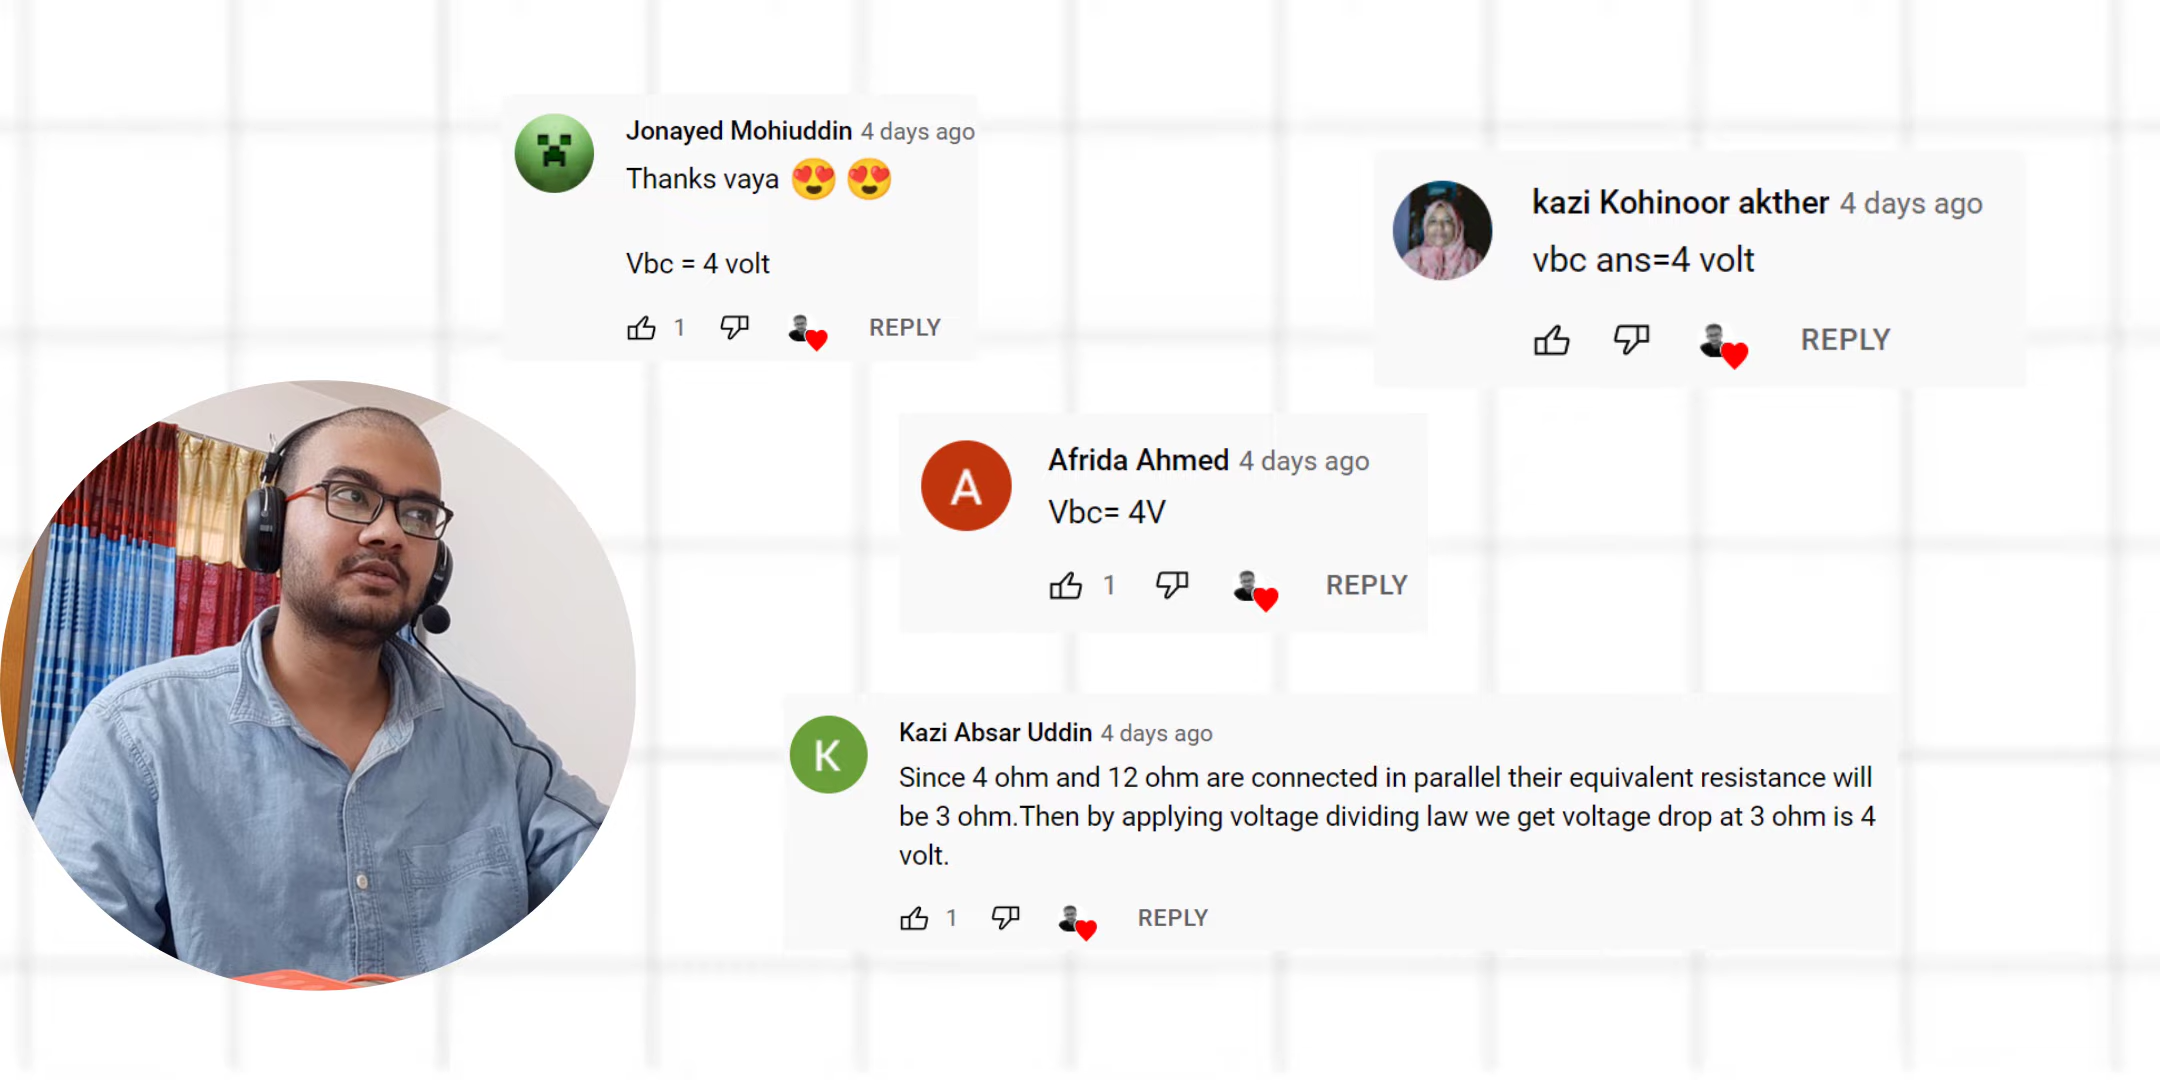 Jonayed Mohiuddin 4 days ago
Thanks vaya 😍 😍
Vbc = 4 volt
1 REPLY
kazi Kohinoor akther 4 days ago
vbc ans=4 volt
REPLY
A
Afrida Ahmed 4 days ago
Vbc= 4V
1 REPLY
K
Kazi Absar Uddin 4 days ago
Since 4 ohm and 12 ohm are connected in parallel their equivalent resistance will
be 3 ohm.Then by applying voltage dividing law we get voltage drop at 3 ohm is 4
volt.
1 REPLY